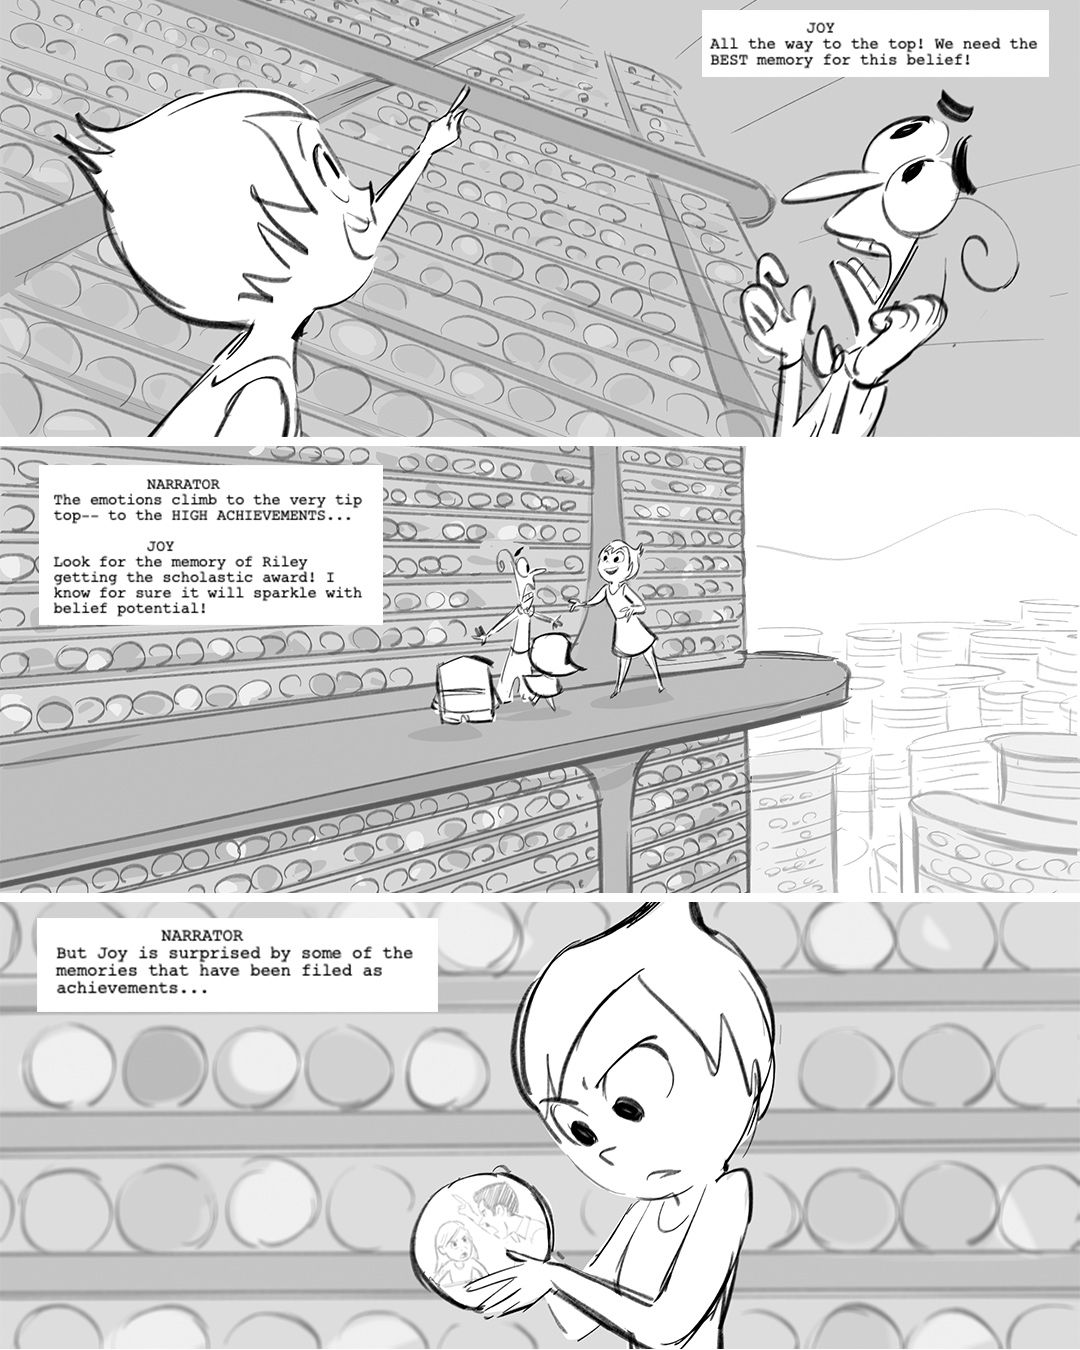 JOY
All the way to the top! We need the
BEST memory for this belief!
NARRATOR
The emotions climb to the very tip
top-- to the HIGH ACHIEVEMENTS...
JOY
Look for the memory of Riley
getting the scholastic award! I
know for sure it will sparkle with
belief potential!
NARRATOR
But Joy is surprised by some of the
memories that have been filed as
achievements...